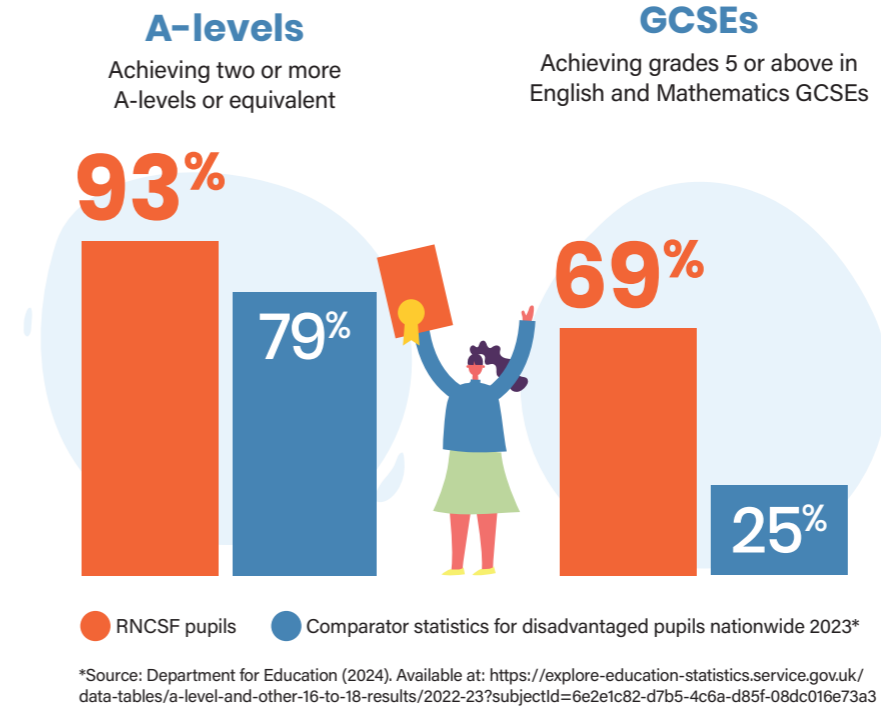 A-levels
Achieving two or more
A-levels or equivalent
93%
79%
GCSEs
Achieving grades 5 or above in
English and Mathematics GCSEs
69%
25%
RNCSF pupils
Comparator statistics for disadvantaged pupils nationwide 2023*
*Source: Department for Education (2024). Available at: https://explore-education-statistics.service.gov.uk/
data-tables/a-level-and-other-16-to-18-results/2022-23?subjectId=6e2e1c82-d7b5-4c6a-d85f-08dc016e73a3